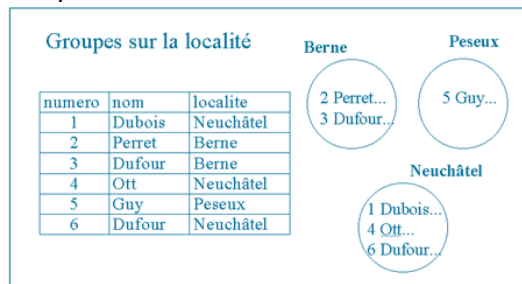 Groupes sur la localité
numero nom localite
1 Dubois Neuchâtel
2 Perret Berne
3 Dufour Berne
4 Ott Neuchâtel
5 Guy Peseux
6 Dufour Neuchâtel
Berne
2 Perret...
3 Dufour...
Peseux
5 Guy...
Neuchâtel
1 Dubois...
4 Ott...
6 Dufour...